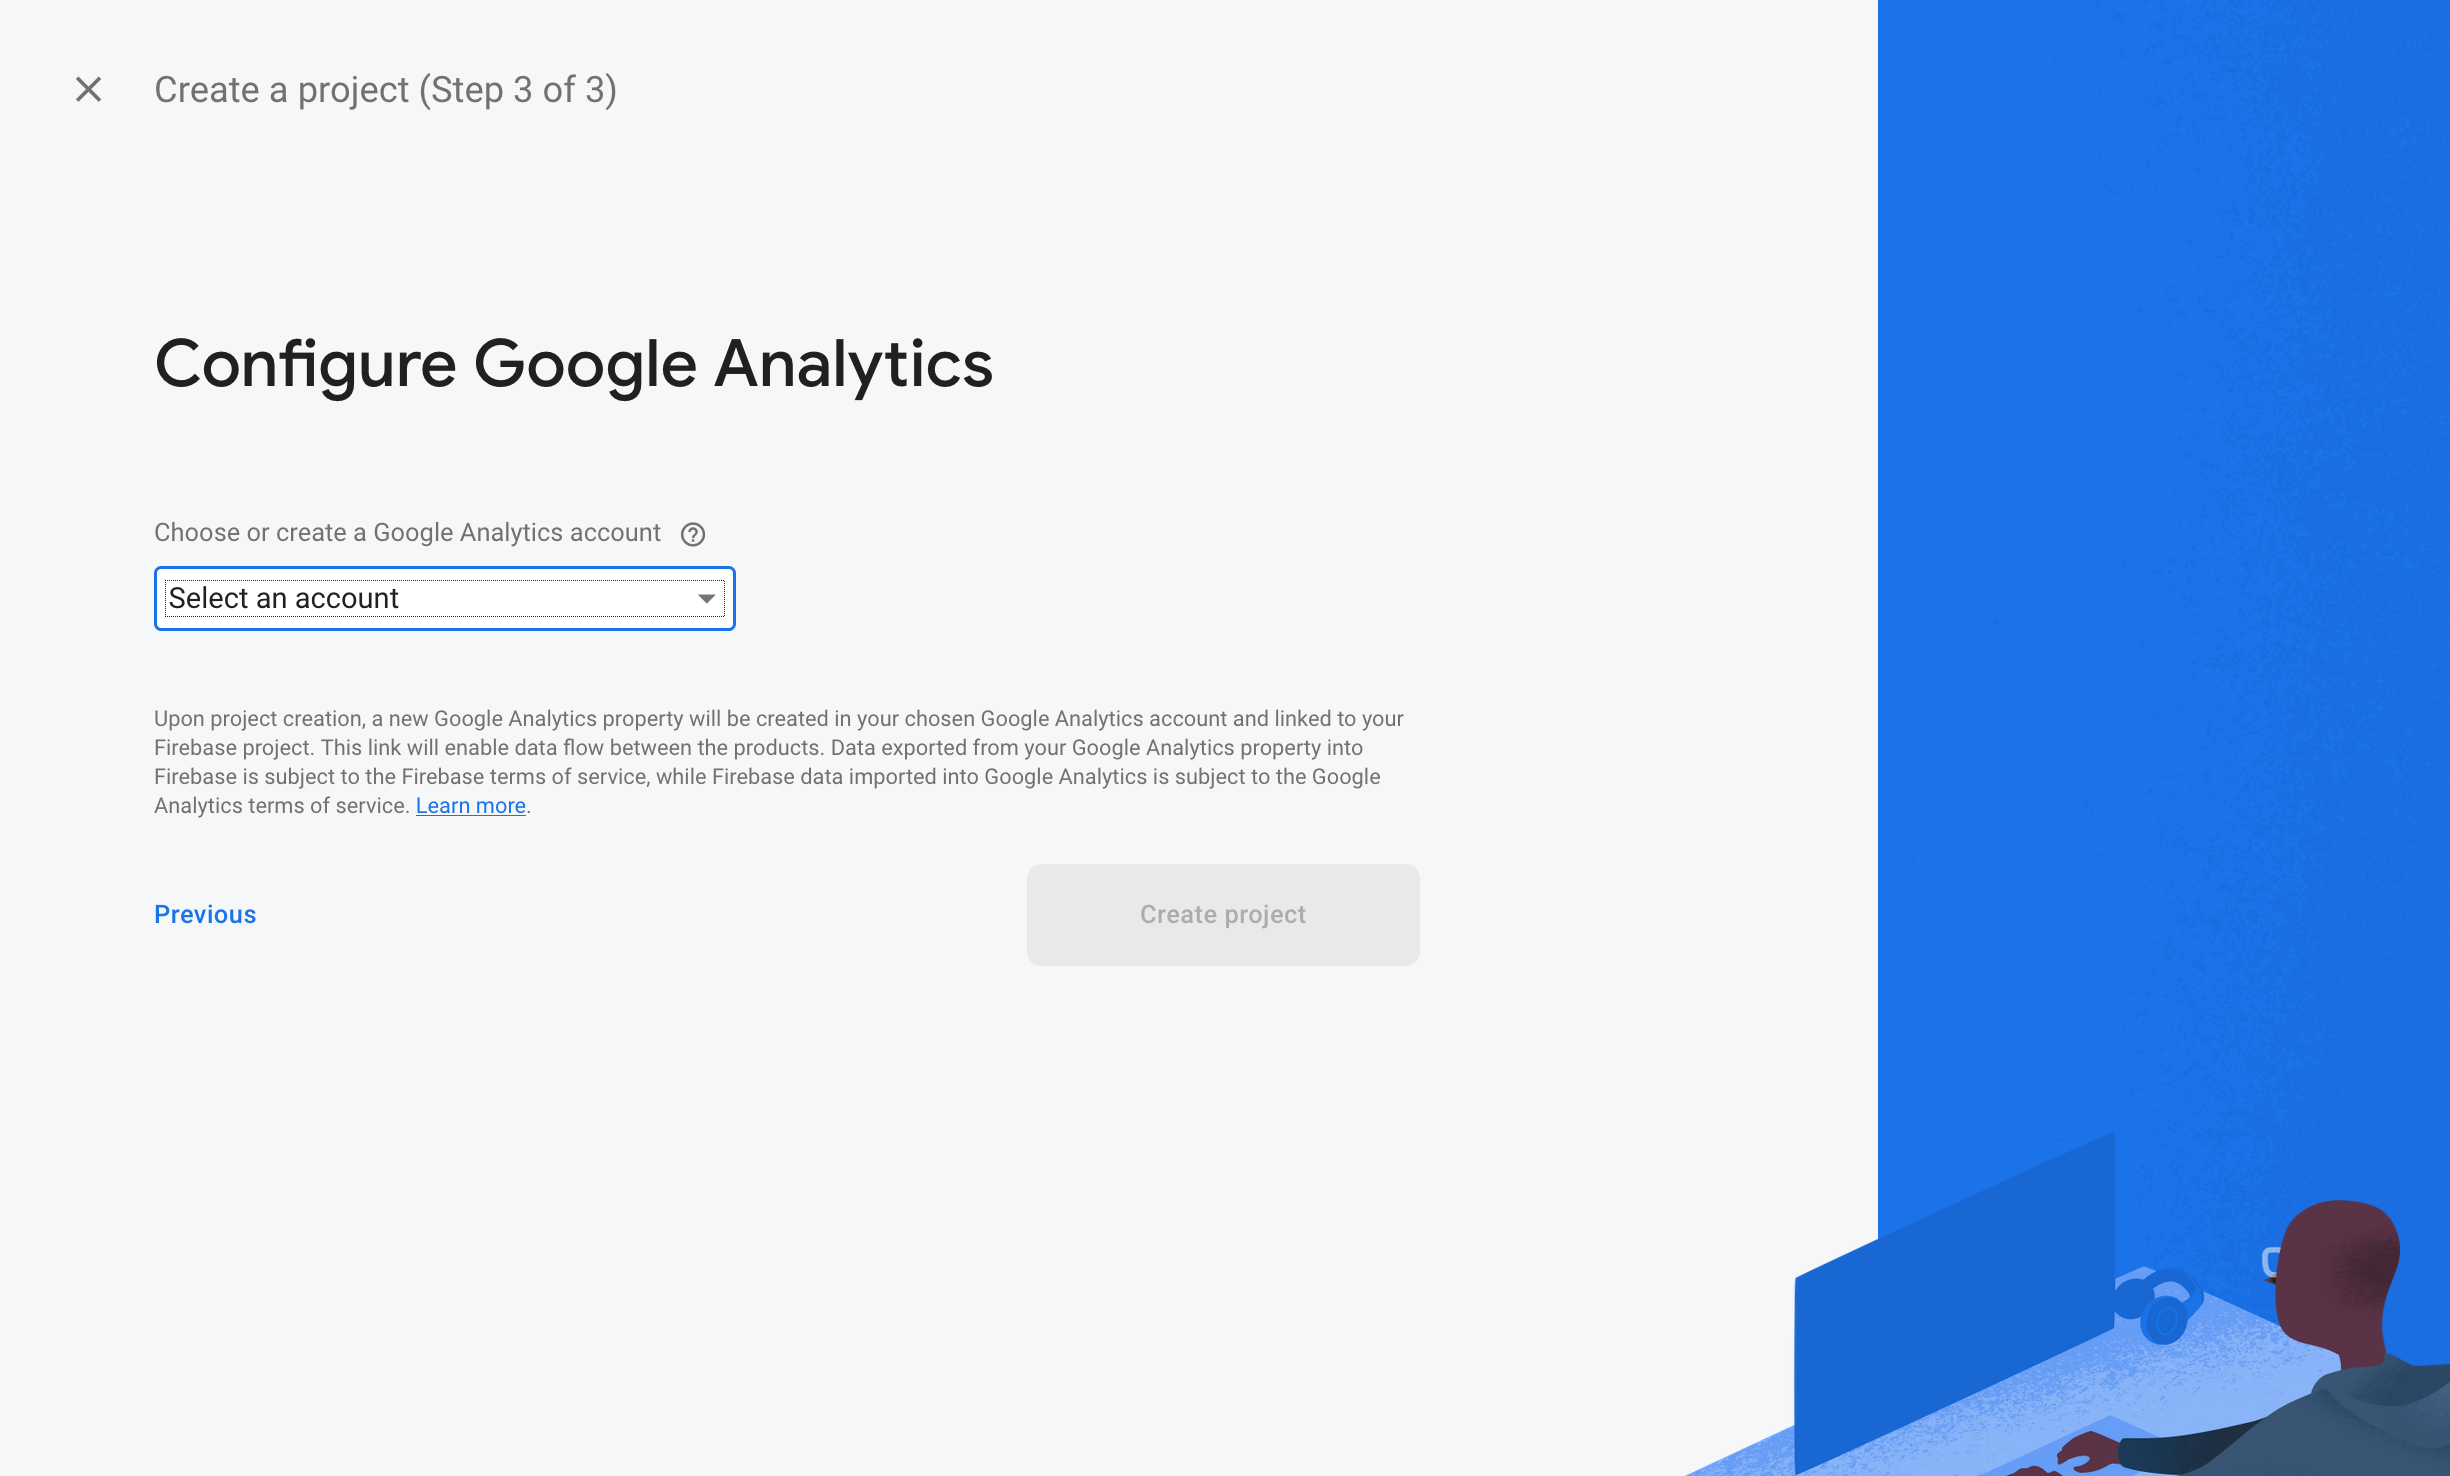 Create a project (Step 3 of 3)
Configure Google Analytics
Choose or create a Google Analytics account
Select an account
Upon project creation, a new Google Analytics property will be created in your chosen Google Analytics account and linked to your
Firebase project. This link will enable data flow between the products. Data exported from your Google Analytics property into
Firebase is subject to the Firebase terms of service, while Firebase data imported into Google Analytics is subject to the Google
Analytics terms of service. Learn more.
Previous
Create project